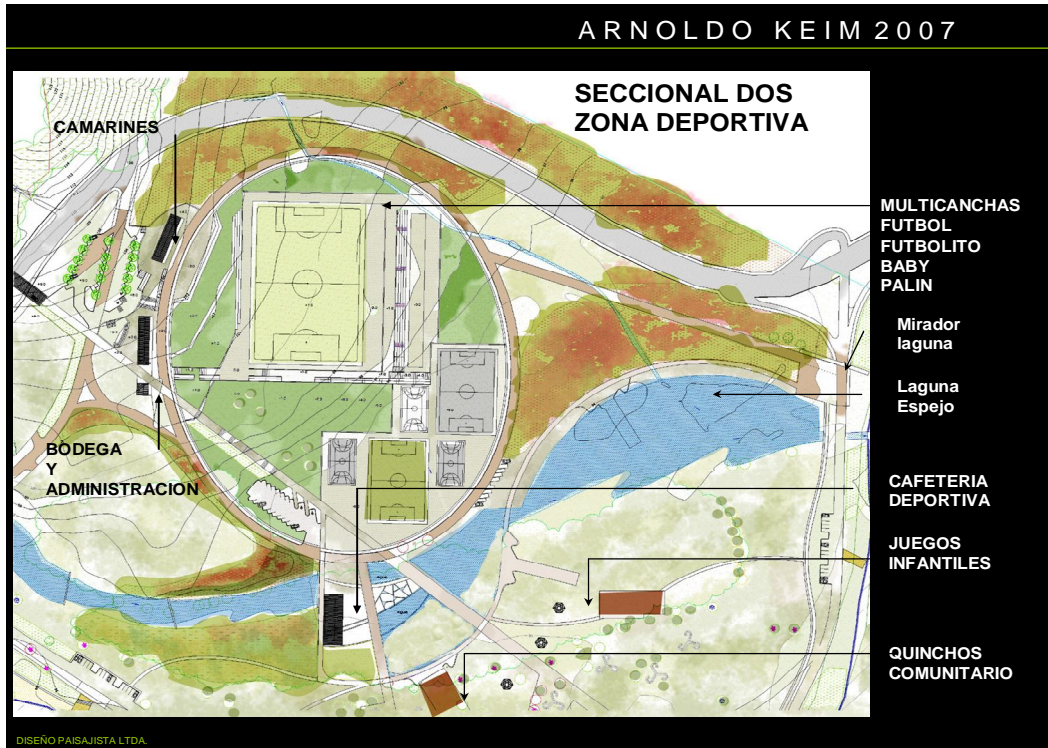 ARNOLDO KEIM 2007
SECCIONAL DOS
ZONA DEPORTIVA
CAMARINES
MULTICANCHAS
FUTBOL
FUTBOLITO
BABY
PALIN
Mirador
laguna
Laguna
Espejo
BODEGA
Y
ADMINISTRACION
CAFETERIA
DEPORTIVA
JUEGOS
INFANTILES
QUINCHOS
COMUNITARIO
DISEÑO PAISAJISTA LTDA.